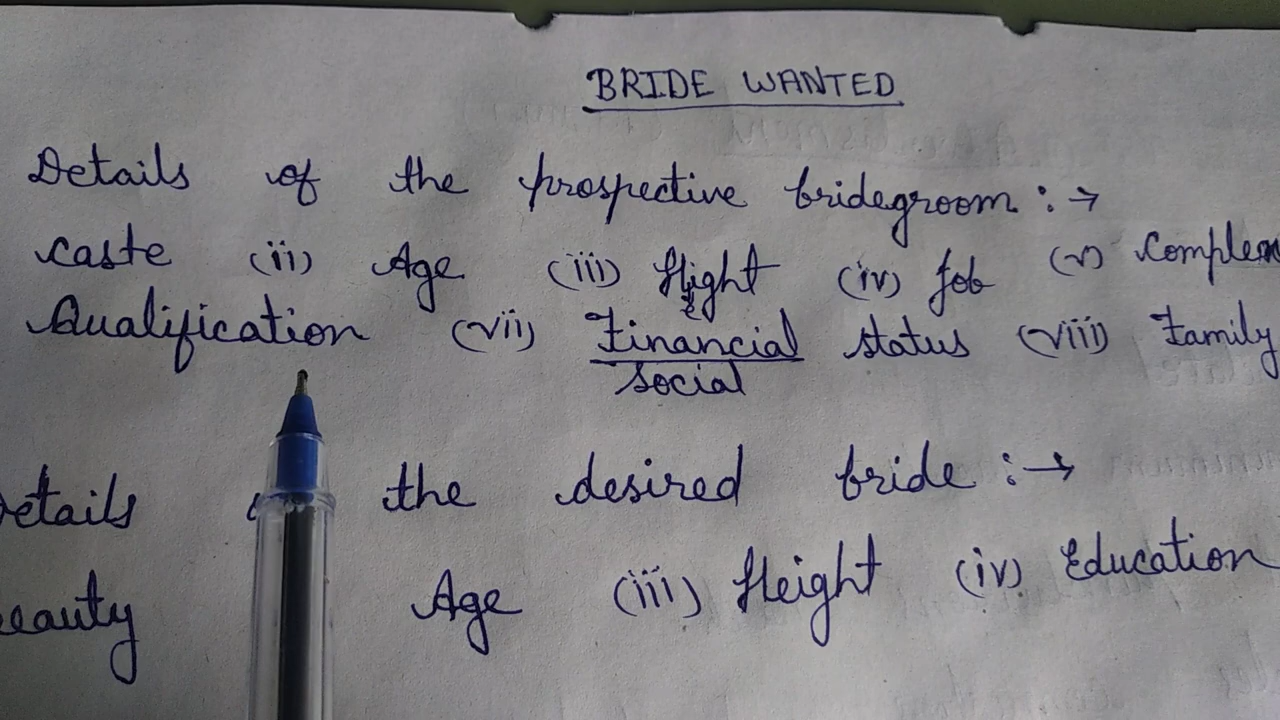 BRIDE WANTED
Details of the prospective bridegroom :→
caste (ii) Age (iii) Hight (iv) Job (v) Complex
Qualification (vii) Financial status (viii) Family
e
social
etails the desired bride :→
eauty Age (iii) Height (iv) Education